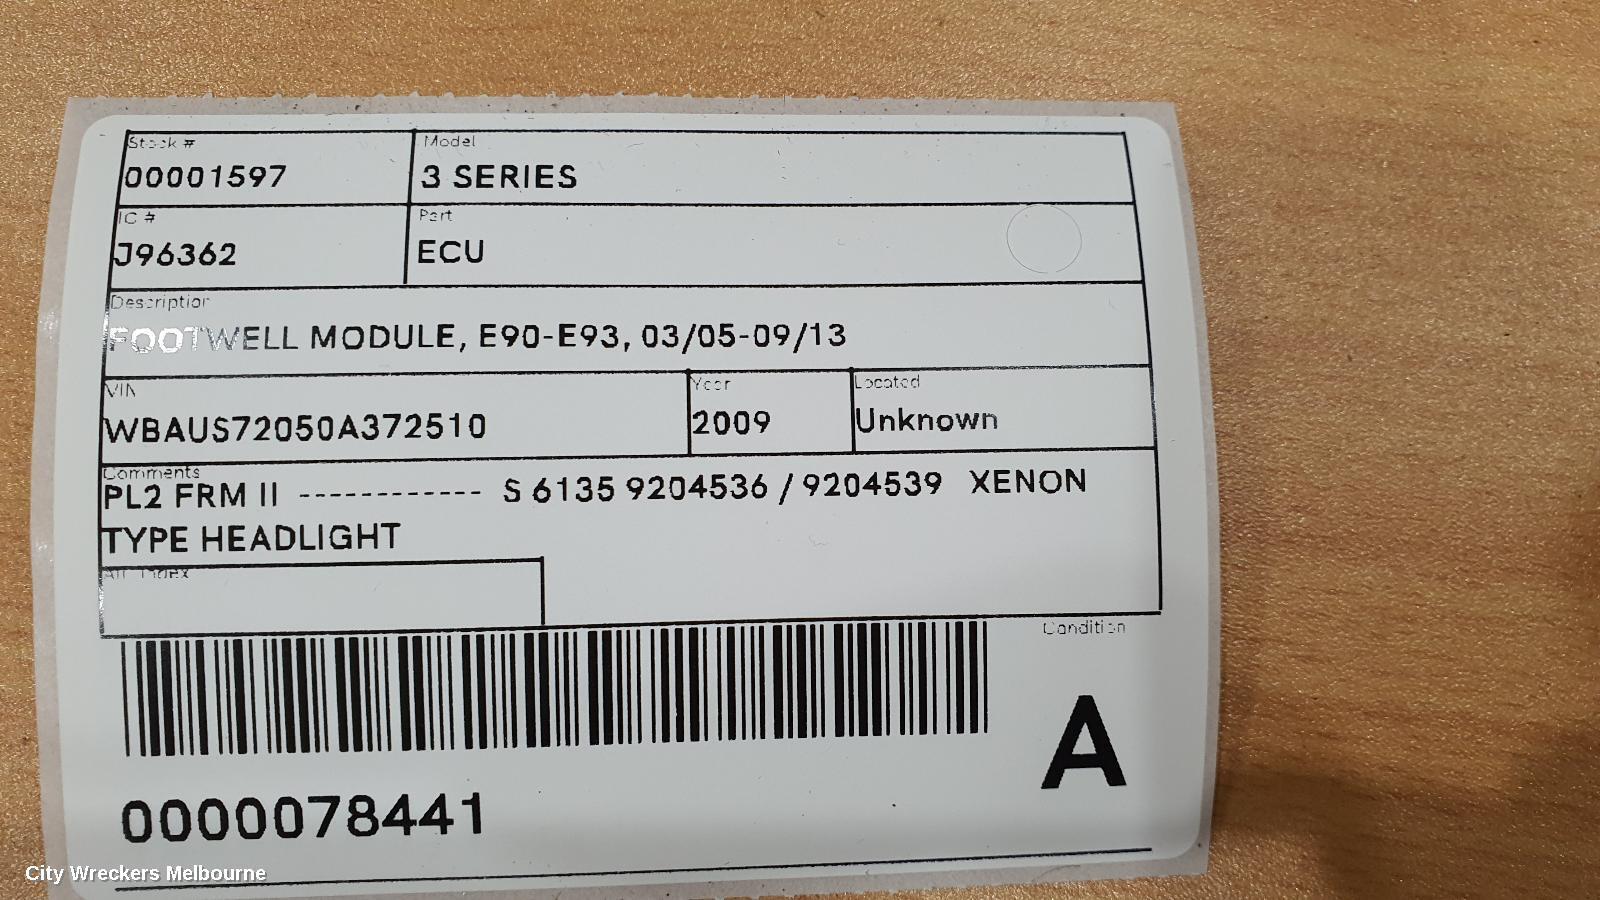 Stock # Model
00001597 3 SERIES
IC # Part
J96362 ECU
Description
FOOTWELL MODULE, E90-E93, 03/05-09/13
VIN Year Located
WBAUS72050A372510 2009 Unknown
Comments
PL2 FRM II ------------ S 6135 9204536 / 9204539 XENON
TYPE HEADLIGHT
Alt. Index
Condition
A
0000078441
City Wreckers Melbourne